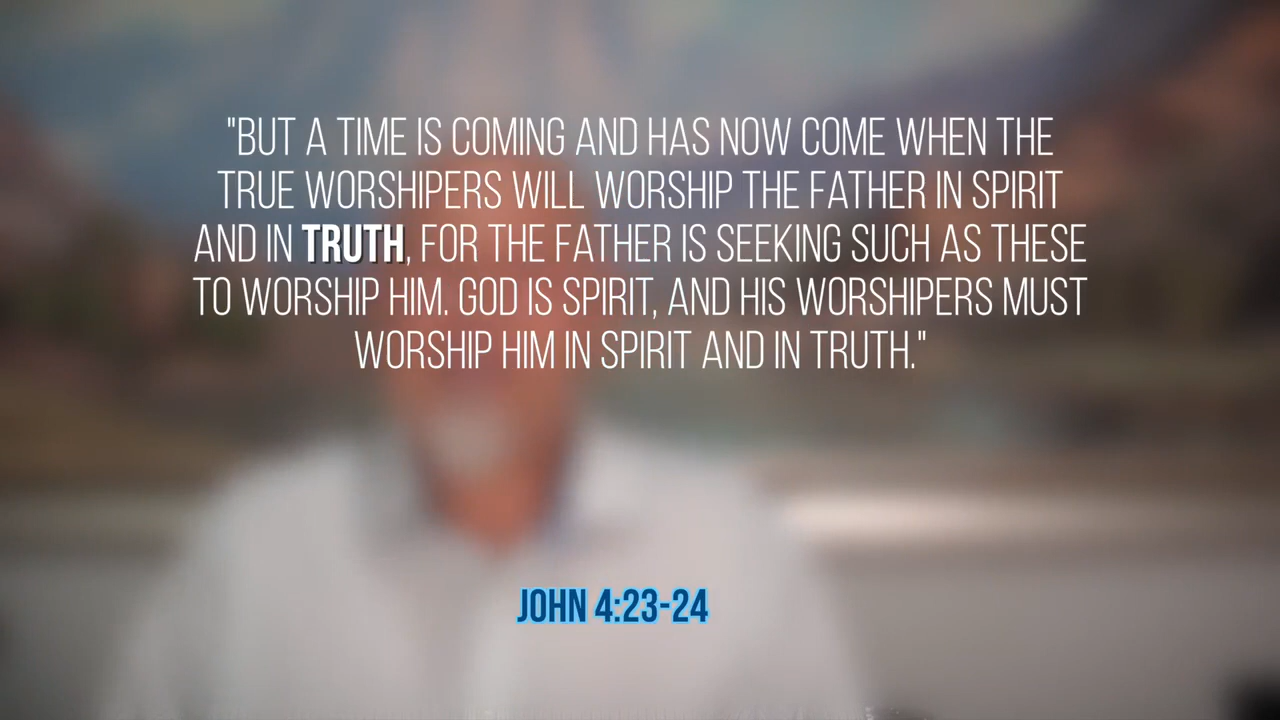 "BUT A TIME IS COMING AND HAS NOW COME WHEN THE
TRUE WORSHIPERS WILL WORSHIP THE FATHER IN SPIRIT
AND IN TRUTH, FOR THE FATHER IS SEEKING SUCH AS THESE
TO WORSHIP HIM. GOD IS SPIRIT, AND HIS WORSHIPERS MUST
WORSHIP HIM IN SPIRIT AND IN TRUTH."
JOHN 4:23-24